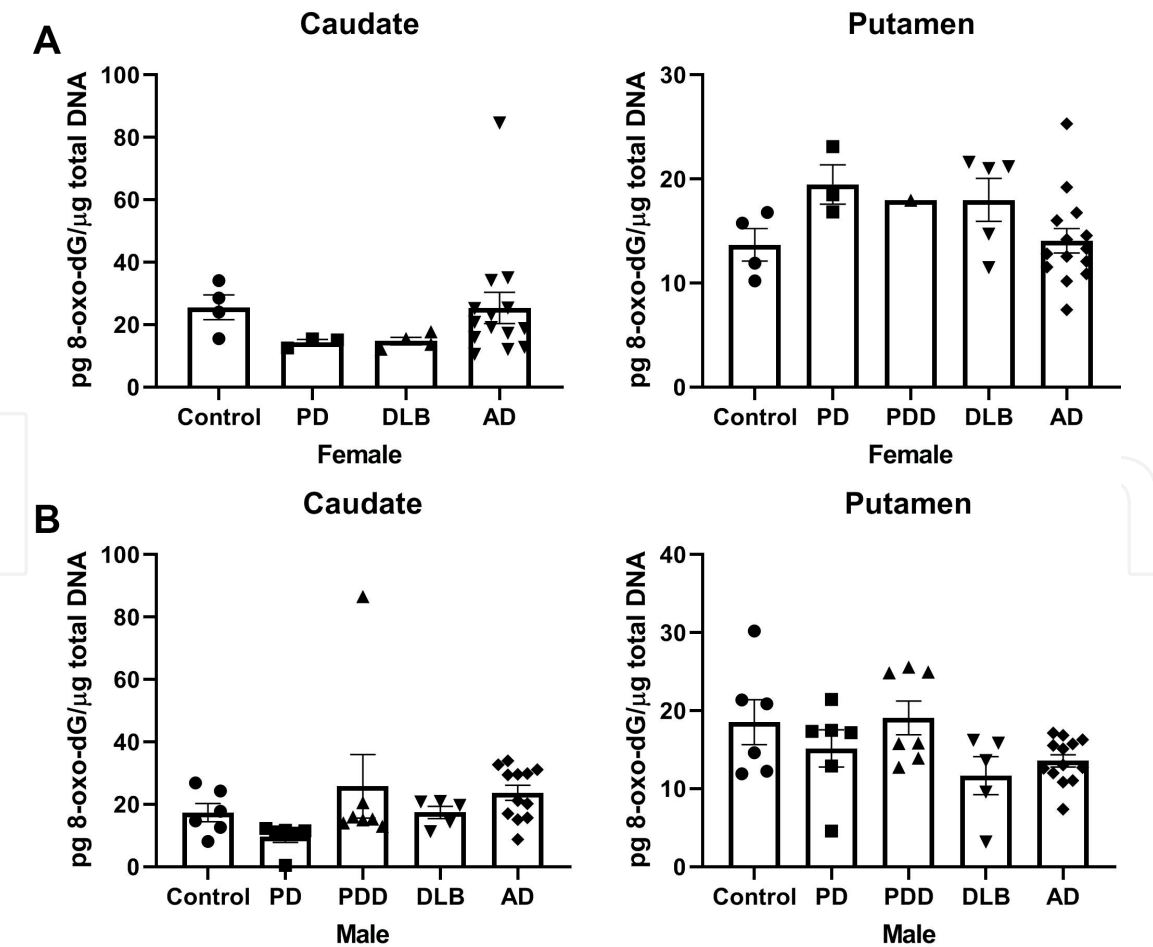 A
Caudate
pg 8-oxo-dG/μg total DNA
100
80
60
40
20
0
Control PD DLB AD
Female
Putamen
pg 8-oxo-dG/μg total DNA
30
20
10
0
Control PD PDD DLB AD
Female
B
Caudate
pg 8-oxo-dG/μg total DNA
100
80
60
40
20
0
Control PD PDD DLB AD
Male
Putamen
pg 8-oxo-dG/μg total DNA
40
30
20
10
0
Control PD PDD DLB AD
Male